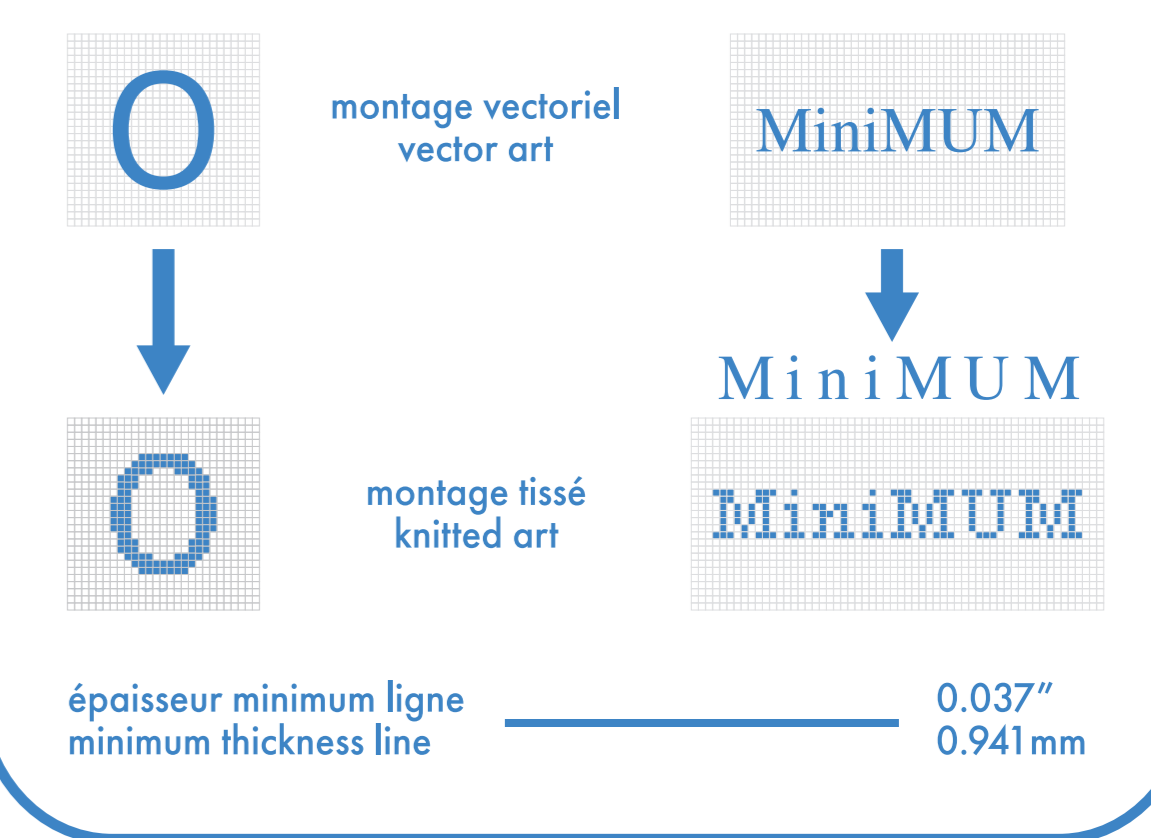 O
montage vectoriel
vector art
MiniMUM
MiniMUM
O
montage tissé
knitted art
MiniMUM
épaisseur minimum ligne
minimum thickness line
0.037"
0.941mm